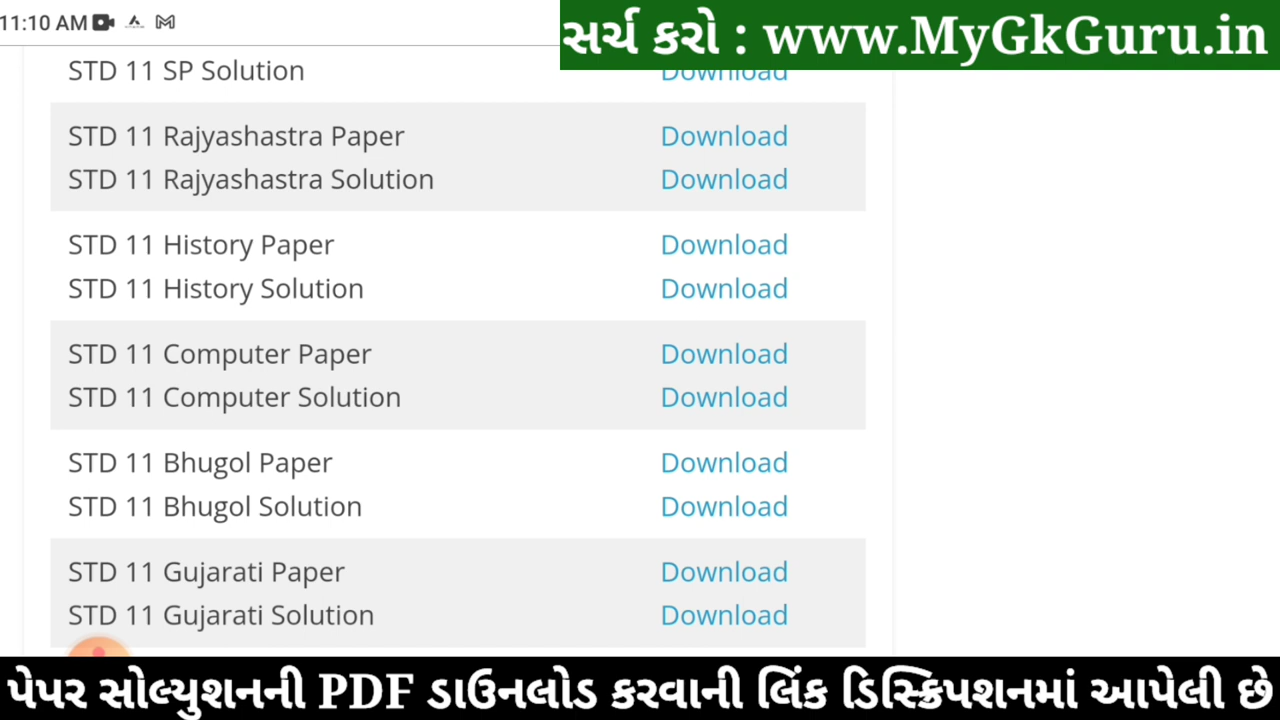 11:10 AM
સર્ચ કરો : www.MyGkGuru.in
STD 11 SP Solution Download
STD 11 Rajyashastra Paper Download
STD 11 Rajyashastra Solution Download
STD 11 History Paper Download
STD 11 History Solution Download
STD 11 Computer Paper Download
STD 11 Computer Solution Download
STD 11 Bhugol Paper Download
STD 11 Bhugol Solution Download
STD 11 Gujarati Paper Download
STD 11 Gujarati Solution Download
પેપર સોલ્યુશનની PDF ડાઉનલોડ કરવાની લિંક ડિસ્ક્રિપશનમાં આપેલી છે